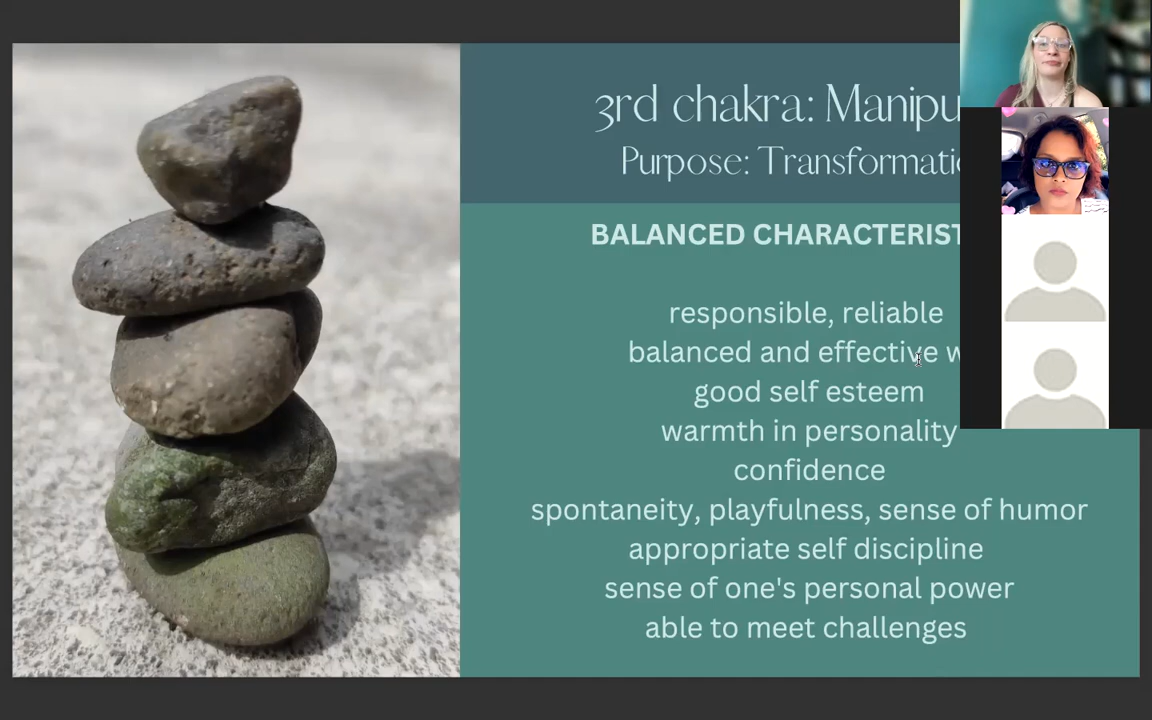 3rd chakra: Manipu
Purpose: Transformati
BALANCED CHARACTERIST
responsible, reliable
balanced and effective w
good self esteem
warmth in personality
confidence
spontaneity, playfulness, sense of humor
appropriate self discipline
sense of one's personal power
able to meet challenges